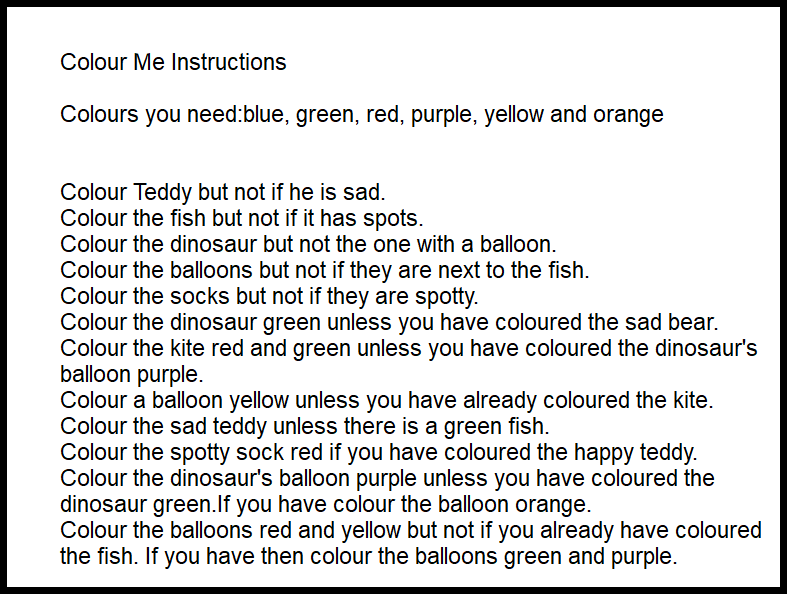 Colour Me Instructions
Colours you need:blue, green, red, purple, yellow and orange
Colour Teddy but not if he is sad.
Colour the fish but not if it has spots.
Colour the dinosaur but not the one with a balloon.
Colour the balloons but not if they are next to the fish.
Colour the socks but not if they are spotty.
Colour the dinosaur green unless you have coloured the sad bear.
Colour the kite red and green unless you have coloured the dinosaur's
balloon purple.
Colour a balloon yellow unless you have already coloured the kite.
Colour the sad teddy unless there is a green fish.
Colour the spotty sock red if you have coloured the happy teddy.
Colour the dinosaur's balloon purple unless you have coloured the
dinosaur green.If you have colour the balloon orange.
Colour the balloons red and yellow but not if you already have coloured
the fish. If you have then colour the balloons green and purple.